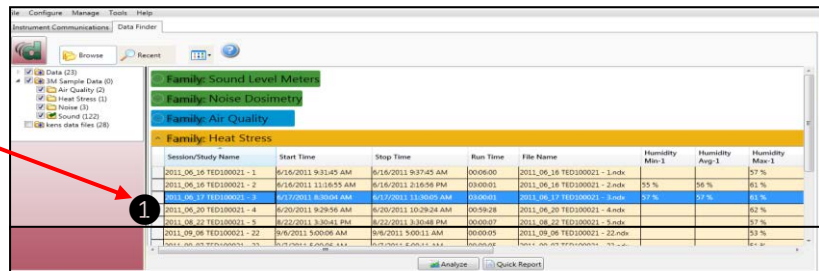 ile Configure Manage Tools Help
Instrument Communications Data Finder
Browse Recent
Data (23)
3M Sample Data (0)
Air Quality (2)
Heat Stress (1)
Noise (3)
Sound (122)
kens data files (28)
Family: Sound Level Meters
Family: Noise Dosimetry
Family: Air Quality
Family: Heat Stress
Session/Study Name Start Time Stop Time Run Time File Name Humidity Min-1 Humidity Avg-1 Humidity Max-1
2011_06_16 TED100021 - 1 6/16/2011 9:31:45 AM 6/16/2011 9:37:45 AM 00:06:00 2011_06_16 TED100021 - 1.ndx 57 %
2011_06_16 TED100021 - 2 6/16/2011 11:16:55 AM 6/16/2011 2:16:56 PM 03:00:01 2011_06_16 TED100021 - 2.ndx 55 % 56 % 61 %
1 2011_06_17 TED100021 - 3 6/17/2011 8:30:04 AM 6/17/2011 11:30:05 AM 03:00:01 2011_06_17 TED100021 - 3.ndx 57 % 57 % 61 %
2011_06_20 TED100021 - 4 6/20/2011 9:29:56 AM 6/20/2011 10:29:24 AM 00:59:28 2011_06_20 TED100021 - 4.ndx 62 %
2011_08_22 TED100021 - 5 8/22/2011 3:30:41 PM 8/22/2011 3:30:48 PM 00:00:07 2011_08_22 TED100021 - 5.ndx 57 %
2011_09_06 TED100021 - 22 9/6/2011 5:00:06 AM 9/6/2011 5:00:11 AM 00:00:05 2011_09_06 TED100021 - 22.ndx 53 %
Analyze Quick Report